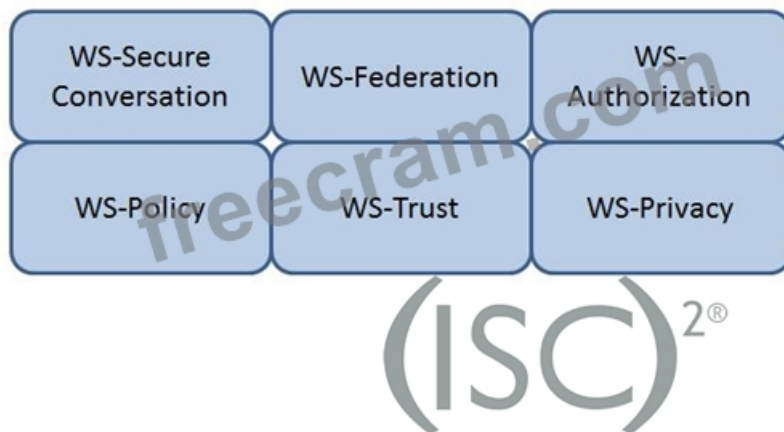 WS-Secure
Conversation
WS-Federation
WS-
Authorization
WS-Policy
WS-Trust
WS-Privacy
freecram.com
(ISC)2®